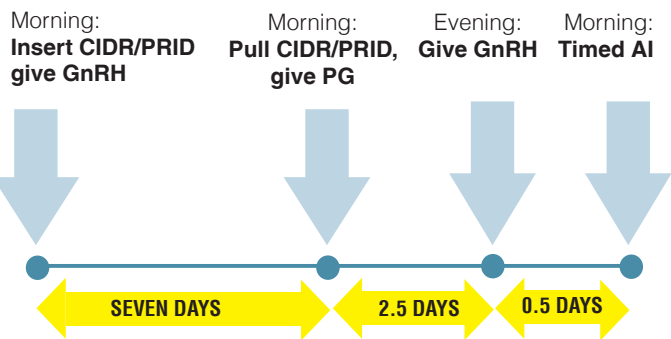 Morning:
Insert CIDR/PRID
give GnRH
Morning:
Pull CIDR/PRID,
give PG
Evening:
Give GnRH
Morning:
Timed AI
SEVEN DAYS
2.5 DAYS
0.5 DAYS